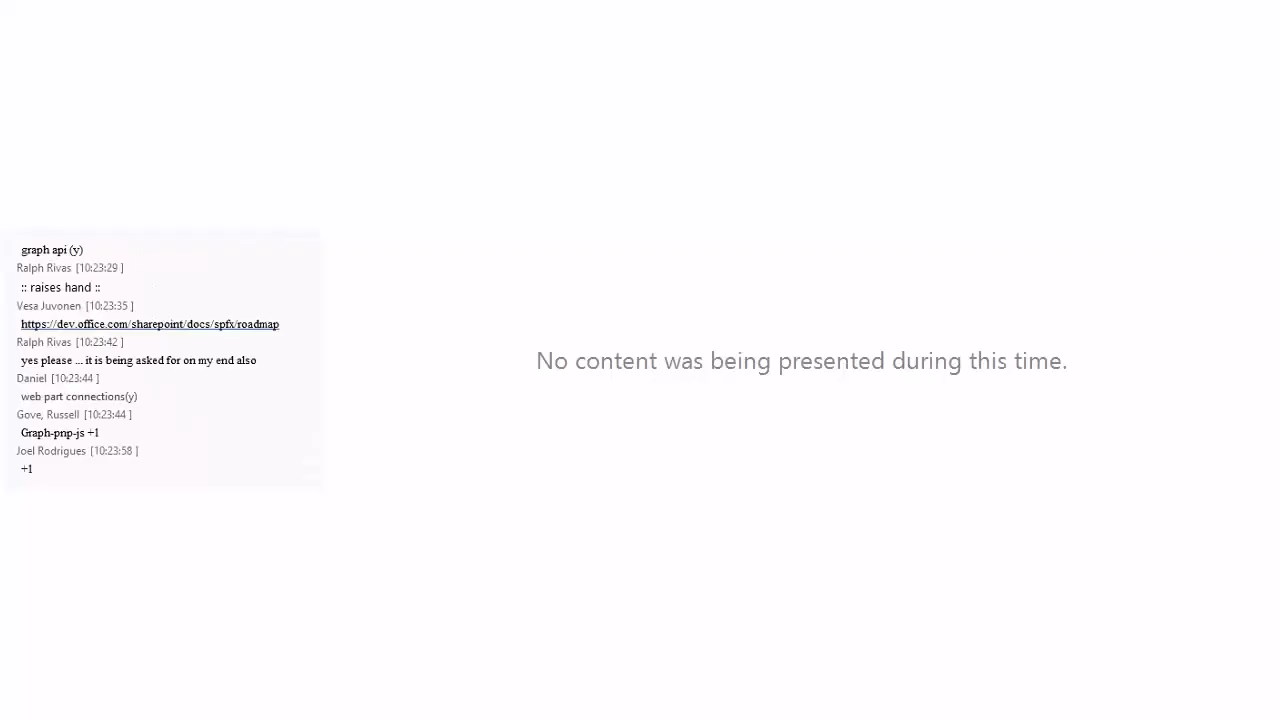 graph api (y)
Ralph Rivas [10:23:29 ]
:: raises hand ::
Vesa Juvonen [10:23:35 ]
https://dev.office.com/sharepoint/docs/spfx/roadmap
Ralph Rivas [10:23:42 ]
yes please ... it is being asked for on my end also
Daniel [10:23:44 ]
web part connections(y)
Gove, Russell [10:23:44 ]
Graph-pnp-js +1
Joel Rodrigues [10:23:58 ]
+1
No content was being presented during this time.